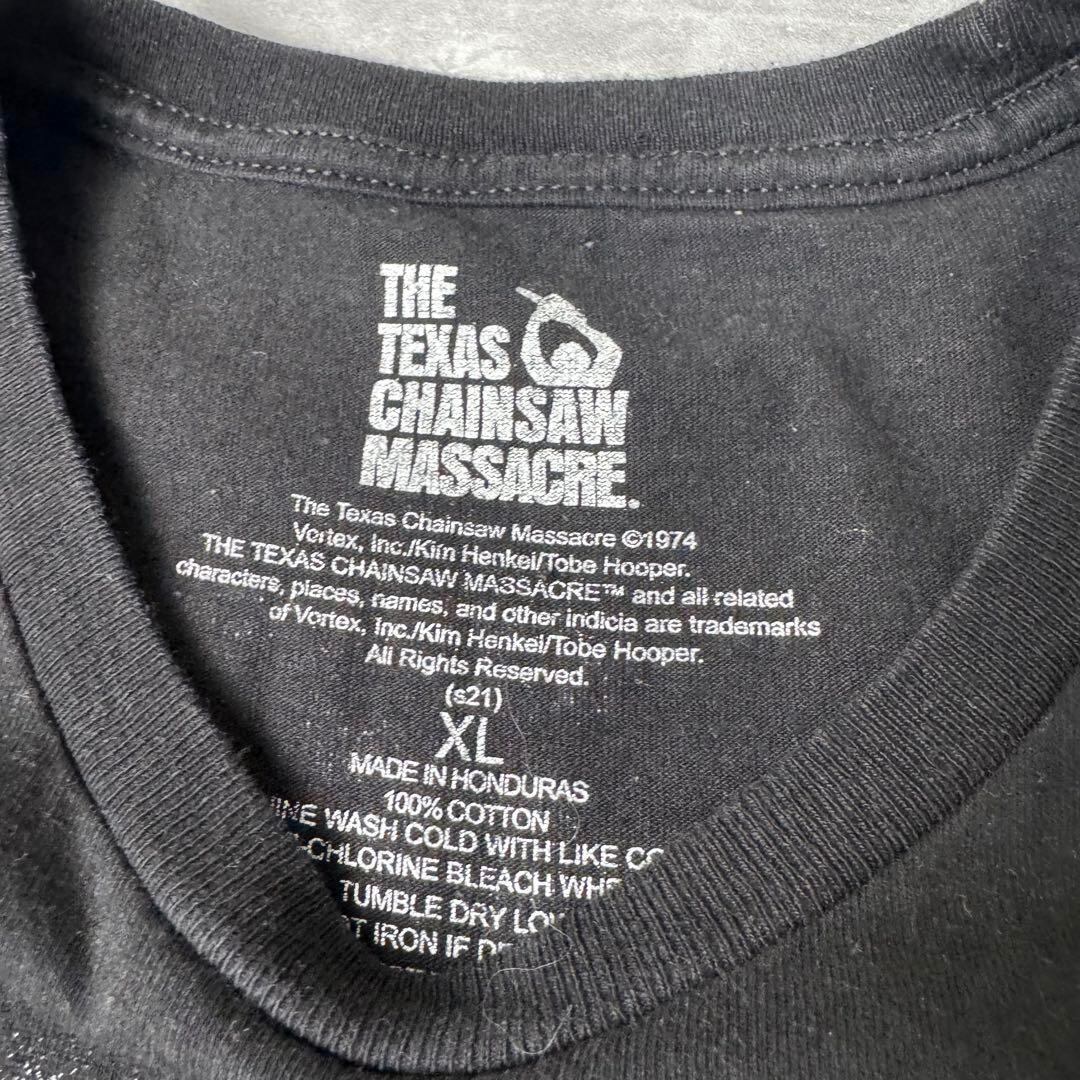 THE
TEXAS
CHAINSAW
MASSACRE.
The Texas Chainsaw Massacre ©1974
Vortex, Inc./Kim Henkel/Tobe Hooper.
THE TEXAS CHAINSAW MASSACRE™ and all related
characters, places, names, and other indicia are trademarks
of Vortex, Inc./Kim Henkel/Tobe Hooper.
All Rights Reserved.
(s21)
XL
MADE IN HONDURAS
100% COTTON
WASH COLD WITH LIKE
-CHLORINE BLEACH
TUMBLE DRY
IRON IF